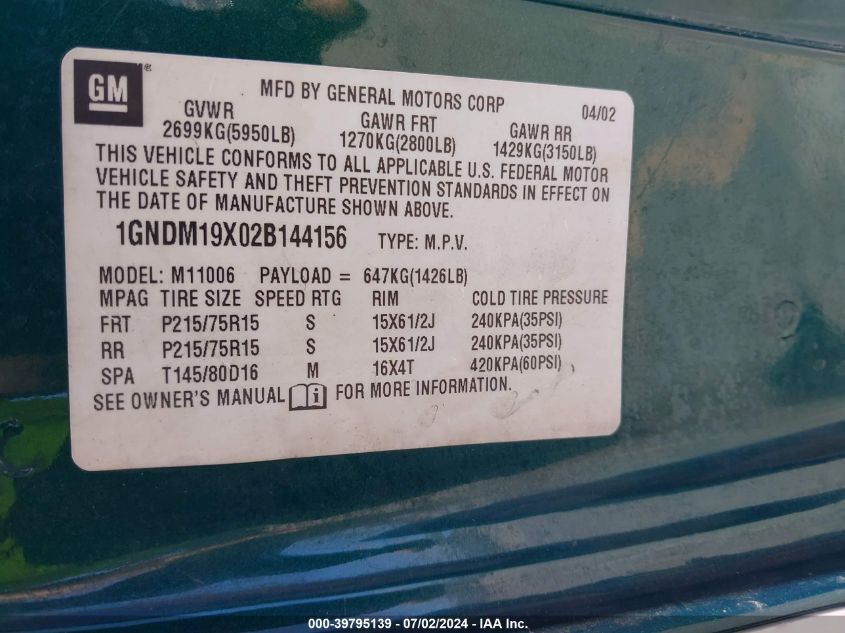 GM
MFD BY GENERAL MOTORS CORP 04/02
GVWR GAWR FRT GAWR RR
2699KG(5950LB) 1270KG(2800LB) 1429KG(3150LB)
THIS VEHICLE CONFORMS TO ALL APPLICABLE U.S. FEDERAL MOTOR
VEHICLE SAFETY AND THEFT PREVENTION STANDARDS IN EFFECT ON
THE DATE OF MANUFACTURE SHOWN ABOVE.
1GNDM19X02B144156 TYPE: M.P.V.
MODEL: M11006 PAYLOAD = 647KG(1426LB)
MPAG TIRE SIZE SPEED RTG RIM COLD TIRE PRESSURE
FRT P215/75R15 S 15X61/2J 240KPA(35PSI)
RR P215/75R15 S 15X61/2J 240KPA(35PSI)
SPA T145/80D16 M 16X4T 420KPA(60PSI)
SEE OWNER'S MANUAL i FOR MORE INFORMATION.
000-39795139 - 07/02/2024 - IAA Inc.